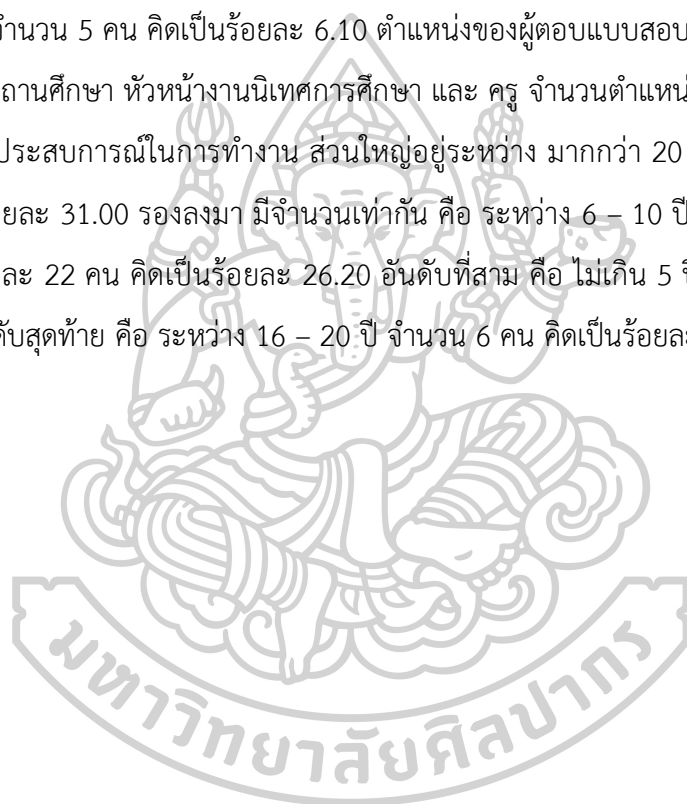 จำนวน 5 คน คิดเป็นร้อยละ 6.10 ตำแหน่งของผู้ตอบแบบสอบ
ถานศึกษา หัวหน้างานนิเทศการศึกษา และ ครู จำนวนตำแหน่
ประสบการณ์ในการทำงาน ส่วนใหญ่อยู่ระหว่าง มากกว่า 20
ยละ 31.00 รองลงมา มีจำนวนเท่ากัน คือ ระหว่าง 6 – 10 ปี
ละ 22 คน คิดเป็นร้อยละ 26.20 อันดับที่สาม คือ ไม่เกิน 5 ปี
ดับสุดท้าย คือ ระหว่าง 16 – 20 ปี จำนวน 6 คน คิดเป็นร้อยละ
มหาวิทยาลัยศิลปากร